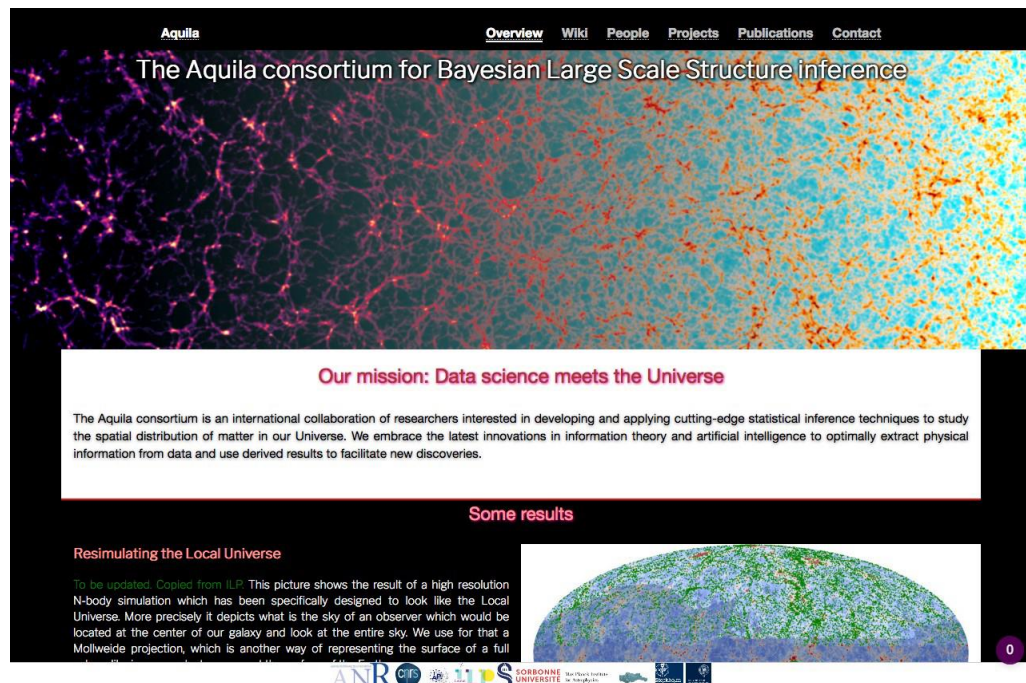 Aquila
Overview Wiki People Projects Publications Contact
The Aquila consortium for Bayesian Large Scale Structure inference
Our mission: Data science meets the Universe
The Aquila consortium is an international collaboration of researchers interested in developing and applying cutting-edge statistical inference techniques to study
the spatial distribution of matter in our Universe. We embrace the latest innovations in information theory and artificial intelligence to optimally extract physical
information from data and use derived results to facilitate new discoveries.
Some results
Resimulating the Local Universe
To be updated. Copied from ILP. This picture shows the result of a high resolution
N-body simulation which has been specifically designed to look like the Local
Universe. More precisely it depicts what is the sky of an observer which would be
located at the center of our galaxy and look at the entire sky. We use for that a
Mollweide projection, which is another way of representing the surface of a full
0
ANR
cnrs
SORBONNE
UNIVERSITÉ